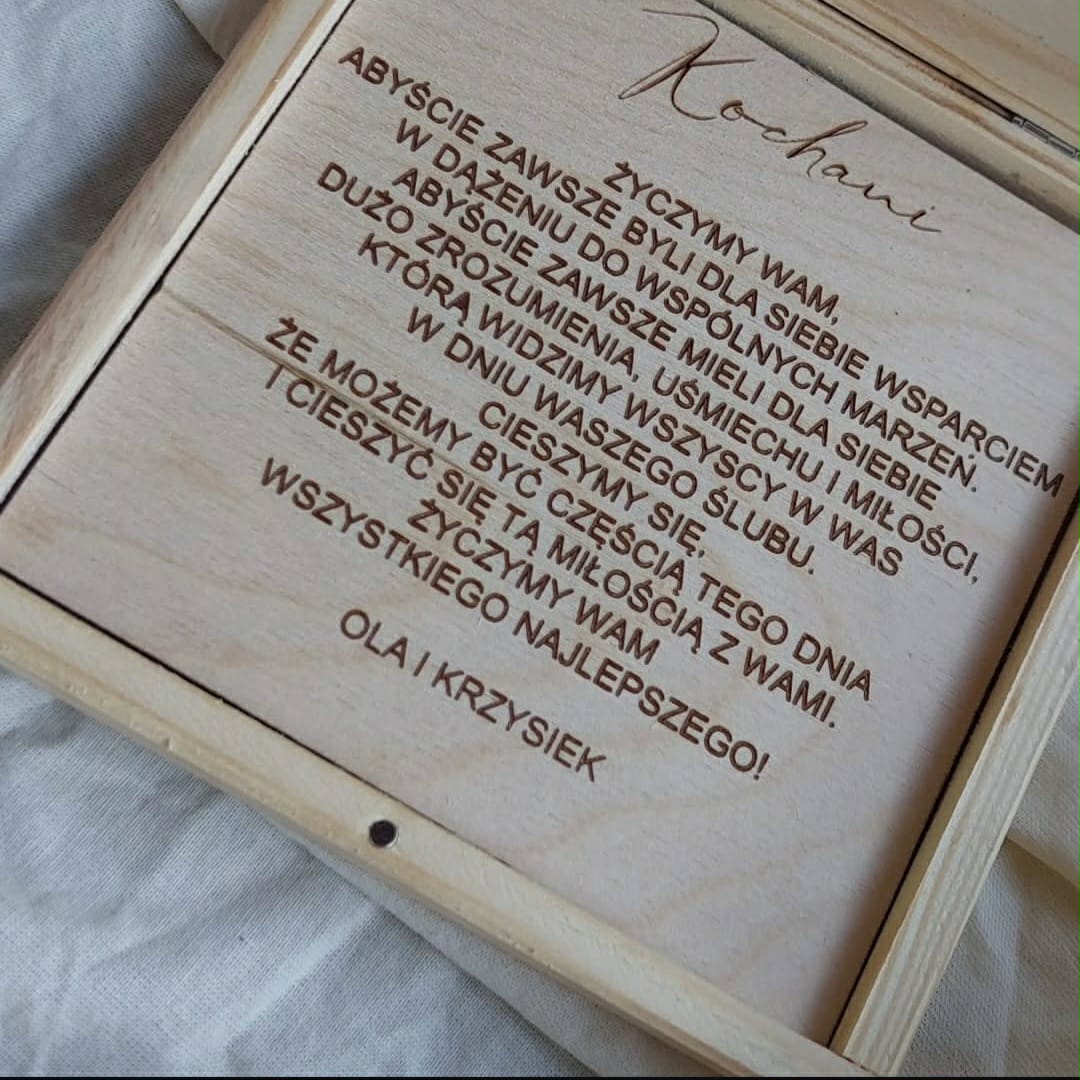 Kochani
ŻYCZYMY WAM,
ABYŚCIE ZAWSZE BYLI DLA SIEBIE WSPARCIEM
W DĄŻENIU DO WSPÓLNYCH MARZEŃ.
ABYŚCIE ZAWSZE MIELI DLA SIEBIE
DUŻO ZROZUMIENIA, UŚMIECHU I MIŁOŚCI,
KTÓRĄ WIDZIMY WSZYSCY W WAS
W DNIU WASZEGO ŚLUBU.
CIESZYMY SIĘ,
ŻE MOŻEMY BYĆ CZĘŚCIĄ TEGO DNIA
I CIESZYĆ SIĘ TĄ MIŁOŚCIĄ Z WAMI.
ŻYCZYMY WAM
WSZYSTKIEGO NAJLEPSZEGO!
OLA I KRZYSIEK